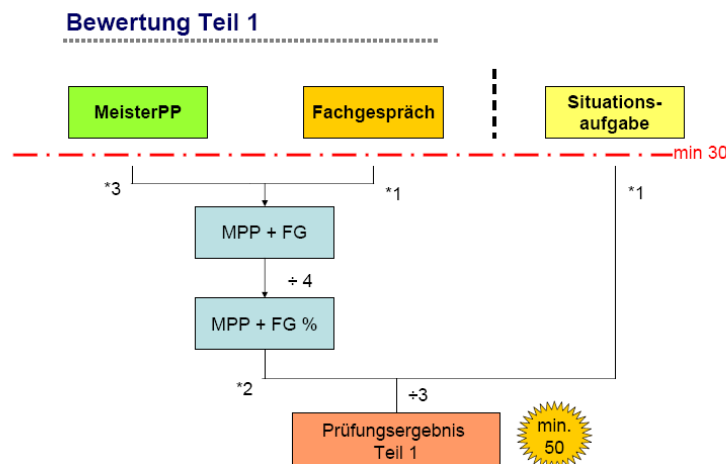 Bewertung Teil 1
MeisterPP
Fachgespräch
Situations-
aufgabe
min 30
*3
*1
*1
MPP + FG
÷ 4
MPP + FG %
*2
÷3
Prüfungsergebnis
Teil 1
min.
50